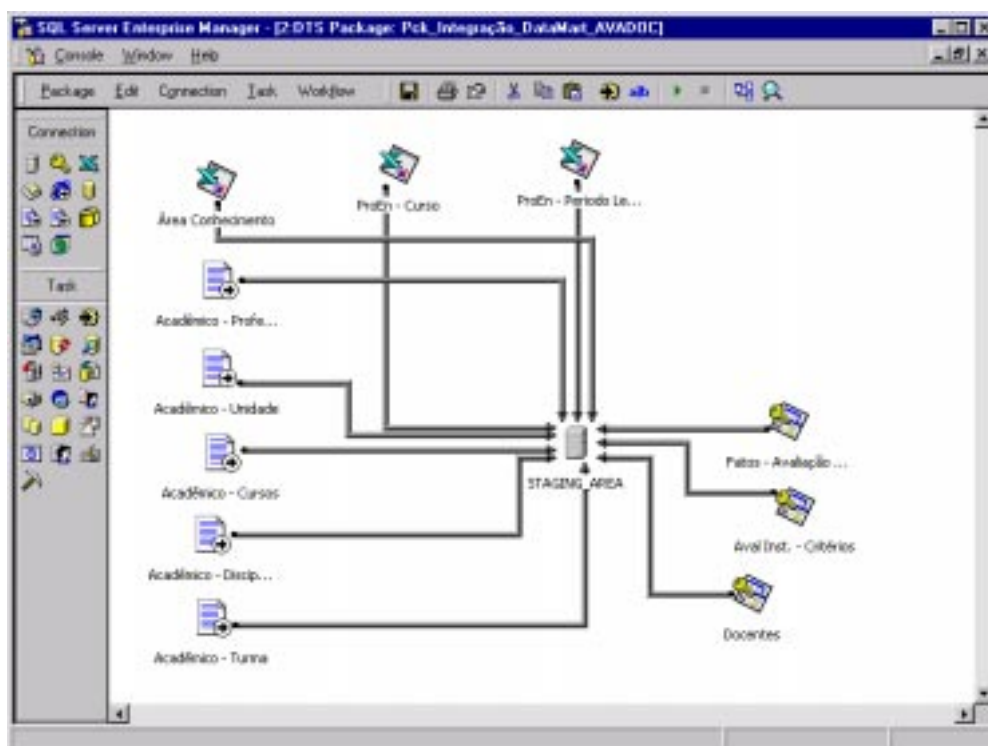 SQL Server Enterprise Manager - [2:DTS Package: Pck_Integração_DataMart_AVADOC]
Console Window Help
Package Edit Connection Task Workflow
Connection
Task
Área Conhecimento
ProEn - Curso
ProEn - Periodo Le...
Acadêmico - Profe...
Acadêmico - Unidade
Acadêmico - Cursos
Acadêmico - Discip...
Acadêmico - Turma
STAGING_AREA
Fatos - Avaliação ...
Aval Inst. - Critérios
Docentes